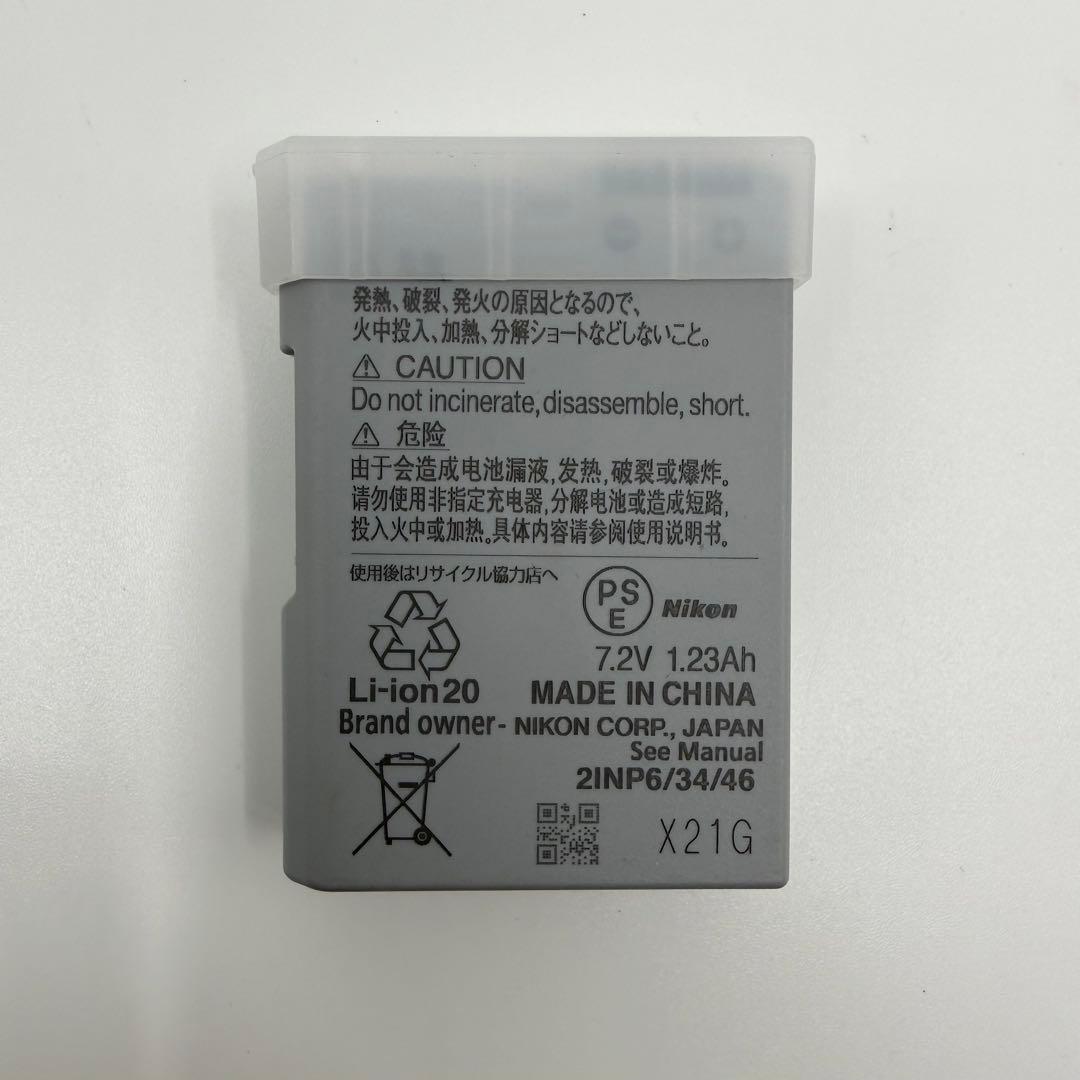 発熱、破裂、発火の原因となるので、
火中投入、加熱、分解ショートなどしないこと。
CAUTION
Do not incinerate, disassemble, short.
危险
由于会造成电池漏液,发热,破裂或爆炸。
请勿使用非指定充电器,分解电池或造成短路,
投入火中或加热。具体内容请参阅使用说明书。
使用後はリサイクル協力店へ
PS
E
Nikon
7.2V 1.23Ah
Li-ion20
MADE IN CHINA
Brand owner- NIKON CORP., JAPAN
See Manual
2INP6/34/46
X21G